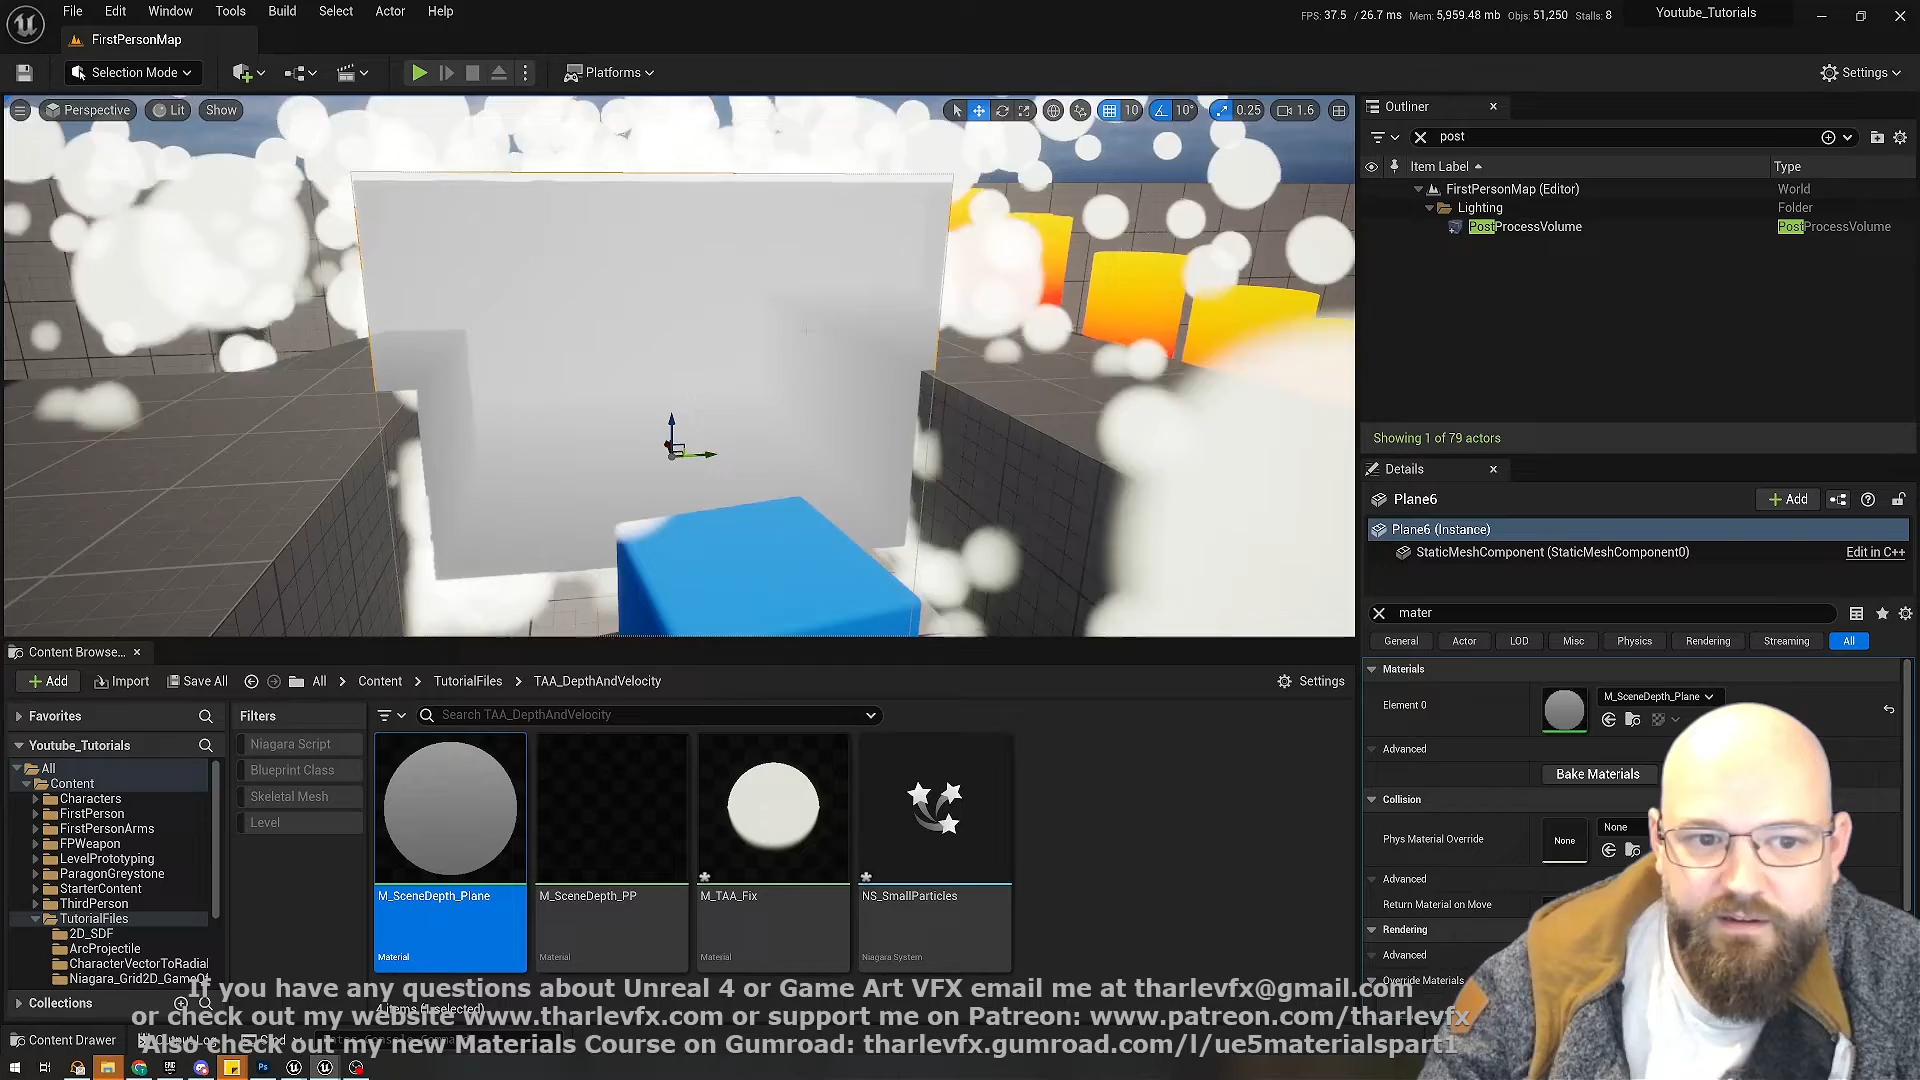 File Edit Window Tools Build Select Actor Help
FPS: 37.5 / 26.7 ms Mem: 5,959.48 mb Objs: 51,250 Stalls: 8
Youtube_Tutorials
FirstPersonMap
Selection Mode
Platforms
Settings
Perspective Lit Show
10 10° 0.25 1.6
Outliner
post
Item Label Type
FirstPersonMap (Editor) World
Lighting Folder
PostProcessVolume PostProcessVolume
Showing 1 of 79 actors
Details
Plane6
Add
Plane6 (Instance)
StaticMeshComponent (StaticMeshComponent0) Edit in C++
mater
General Actor LOD Misc Physics Rendering Streaming All
Materials
Element 0
M_SceneDepth_Plane
Advanced
Bake Materials
Collision
Phys Material Override
None
None
Advanced
Return Material on Move
Rendering
Advanced
Override Materials
Content Browse...
Add Import Save All All Content TutorialFiles TAA_DepthAndVelocity
Settings
Favorites
Youtube_Tutorials
All
Content
Characters
FirstPerson
FirstPersonArms
FPWeapon
LevelPrototyping
ParagonGreystone
StarterContent
ThirdPerson
TutorialFiles
2D_SDF
ArcProjectile
CharacterVectorToRadial
Niagara_Grid2D_GameOf
Collections
Filters
Niagara Script
Blueprint Class
Skeletal Mesh
Level
Search TAA_DepthAndVelocity
M_SceneDepth_Plane
Material
M_SceneDepth_PP
Material
M_TAA_Fix
Material
NS_SmallParticles
Niagara System
4 items (1 selected)
Content Drawer Output Log Cmd
If you have any questions about Unreal 4 or Game Art VFX email me at tharlevfx@gmail.com
or check out my website www.tharlevfx.com or support me on Patreon: www.patreon.com/tharlevfx
Also check out my new Materials Course on Gumroad: tharlevfx.gumroad.com/l/ue5materialspart1